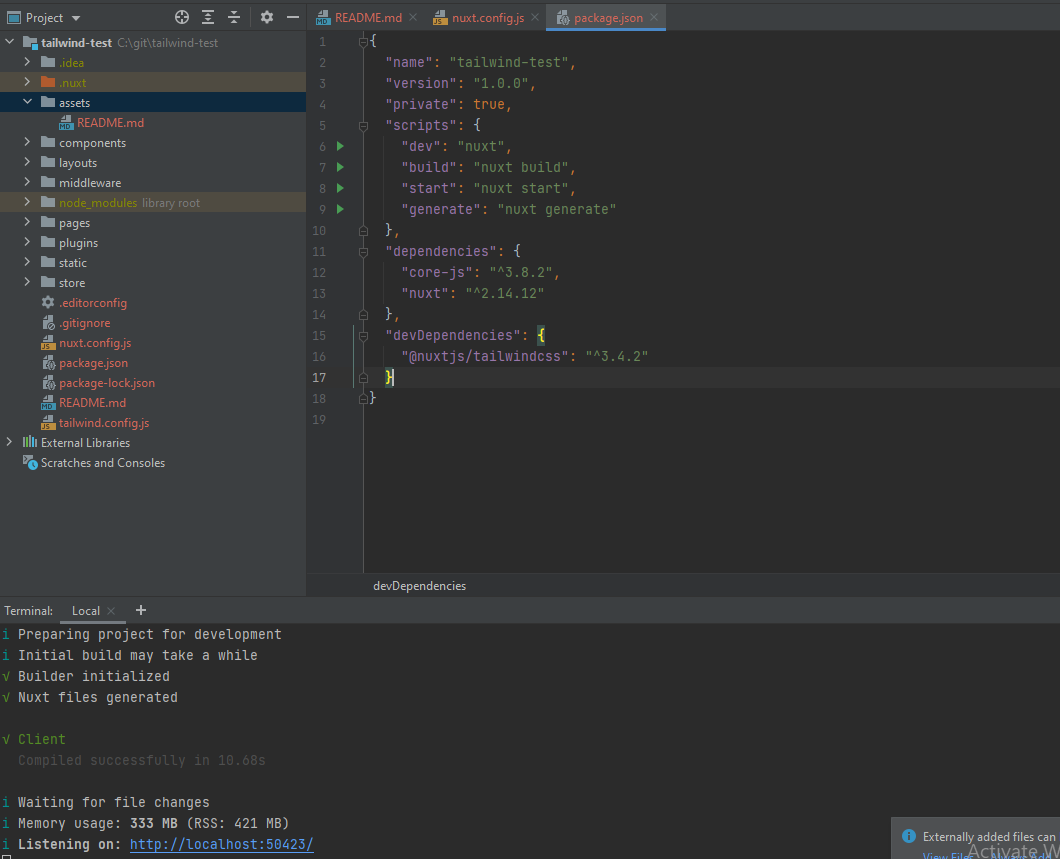 Project
README.md
nuxt.config.js
package.json
tailwind-test C:\git\tailwind-test
.idea
.nuxt
assets
README.md
components
layouts
middleware
node_modules library root
pages
plugins
static
store
.editorconfig
.gitignore
nuxt.config.js
package.json
package-lock.json
README.md
tailwind.config.js
External Libraries
Scratches and Consoles
1 {
2 "name": "tailwind-test",
3 "version": "1.0.0",
4 "private": true,
5 "scripts": {
6 "dev": "nuxt",
7 "build": "nuxt build",
8 "start": "nuxt start",
9 "generate": "nuxt generate"
10 },
11 "dependencies": {
12 "core-js": "^3.8.2",
13 "nuxt": "^2.14.12"
14 },
15 "devDependencies": {
16 "@nuxtjs/tailwindcss": "^3.4.2"
17 }
18 }
19
devDependencies
Terminal: Local +
i Preparing project for development
i Initial build may take a while
√ Builder initialized
√ Nuxt files generated
√ Client
Compiled successfully in 10.68s
i Waiting for file changes
i Memory usage: 333 MB (RSS: 421 MB)
i Listening on: http://localhost:50423/
Externally added files can
View Files Always Add
Activate W